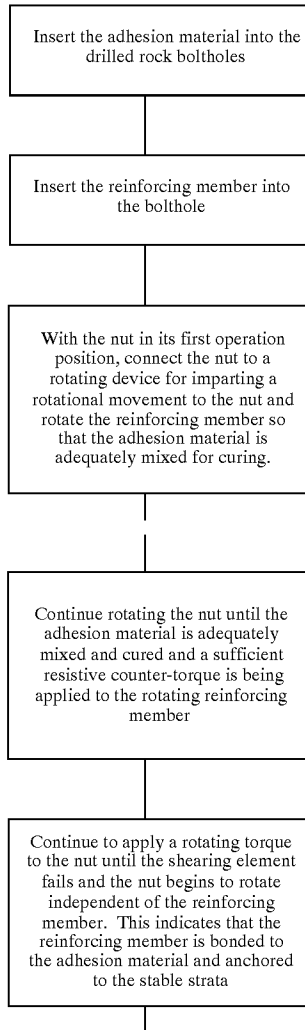 Insert the adhesion material into the
drilled rock boltholes
Insert the reinforcing member into
the bolthole
With the nut in its first operation
position, connect the nut to a
rotating device for imparting a
rotational movement to the nut and
rotate the reinforcing member so
that the adhesion material is
adequately mixed for curing.
Continue rotating the nut until the
adhesion material is adequately
mixed and cured and a sufficient
resistive counter-torque is being
applied to the rotating reinforcing
member
Continue to apply a rotating torque
to the nut until the shearing element
fails and the nut begins to rotate
independent of the reinforcing
member. This indicates that the
reinforcing member is bonded to
the adhesion material and anchored
to the stable strata